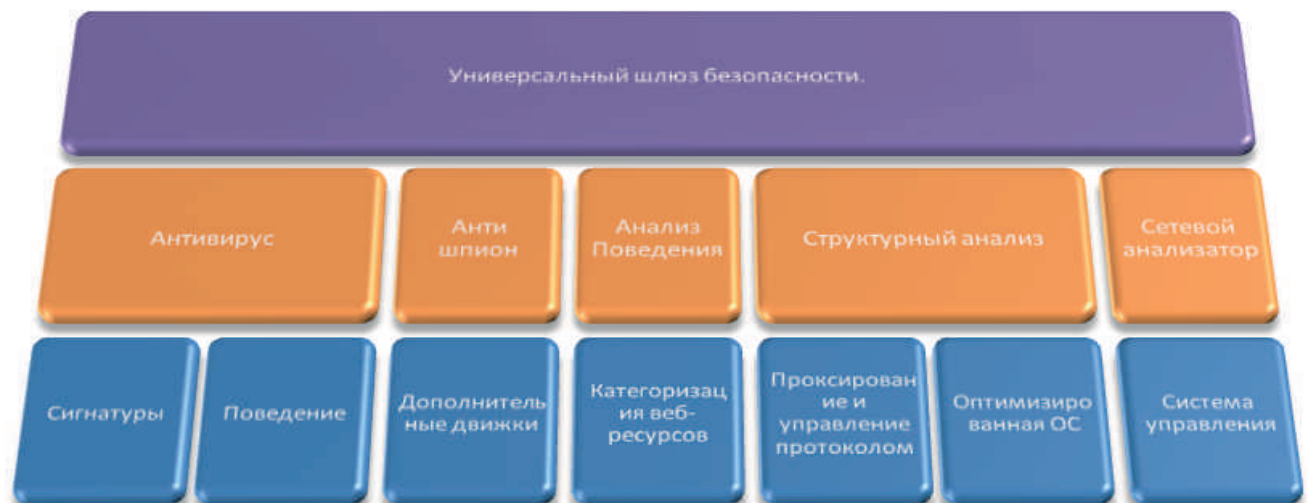 Универсальный шлюз безопасности.
Антивирус
Анти
шпион
Анализ
Поведения
Структурный анализ
Сетевой
анализатор
Сигнатуры
Поведение
Дополнитель
ные движки
Категоризац
ия веб-
ресурсов
Проксирован
ие и
управление
протоколом
Оптимизиро
ванная ОС
Система
управления